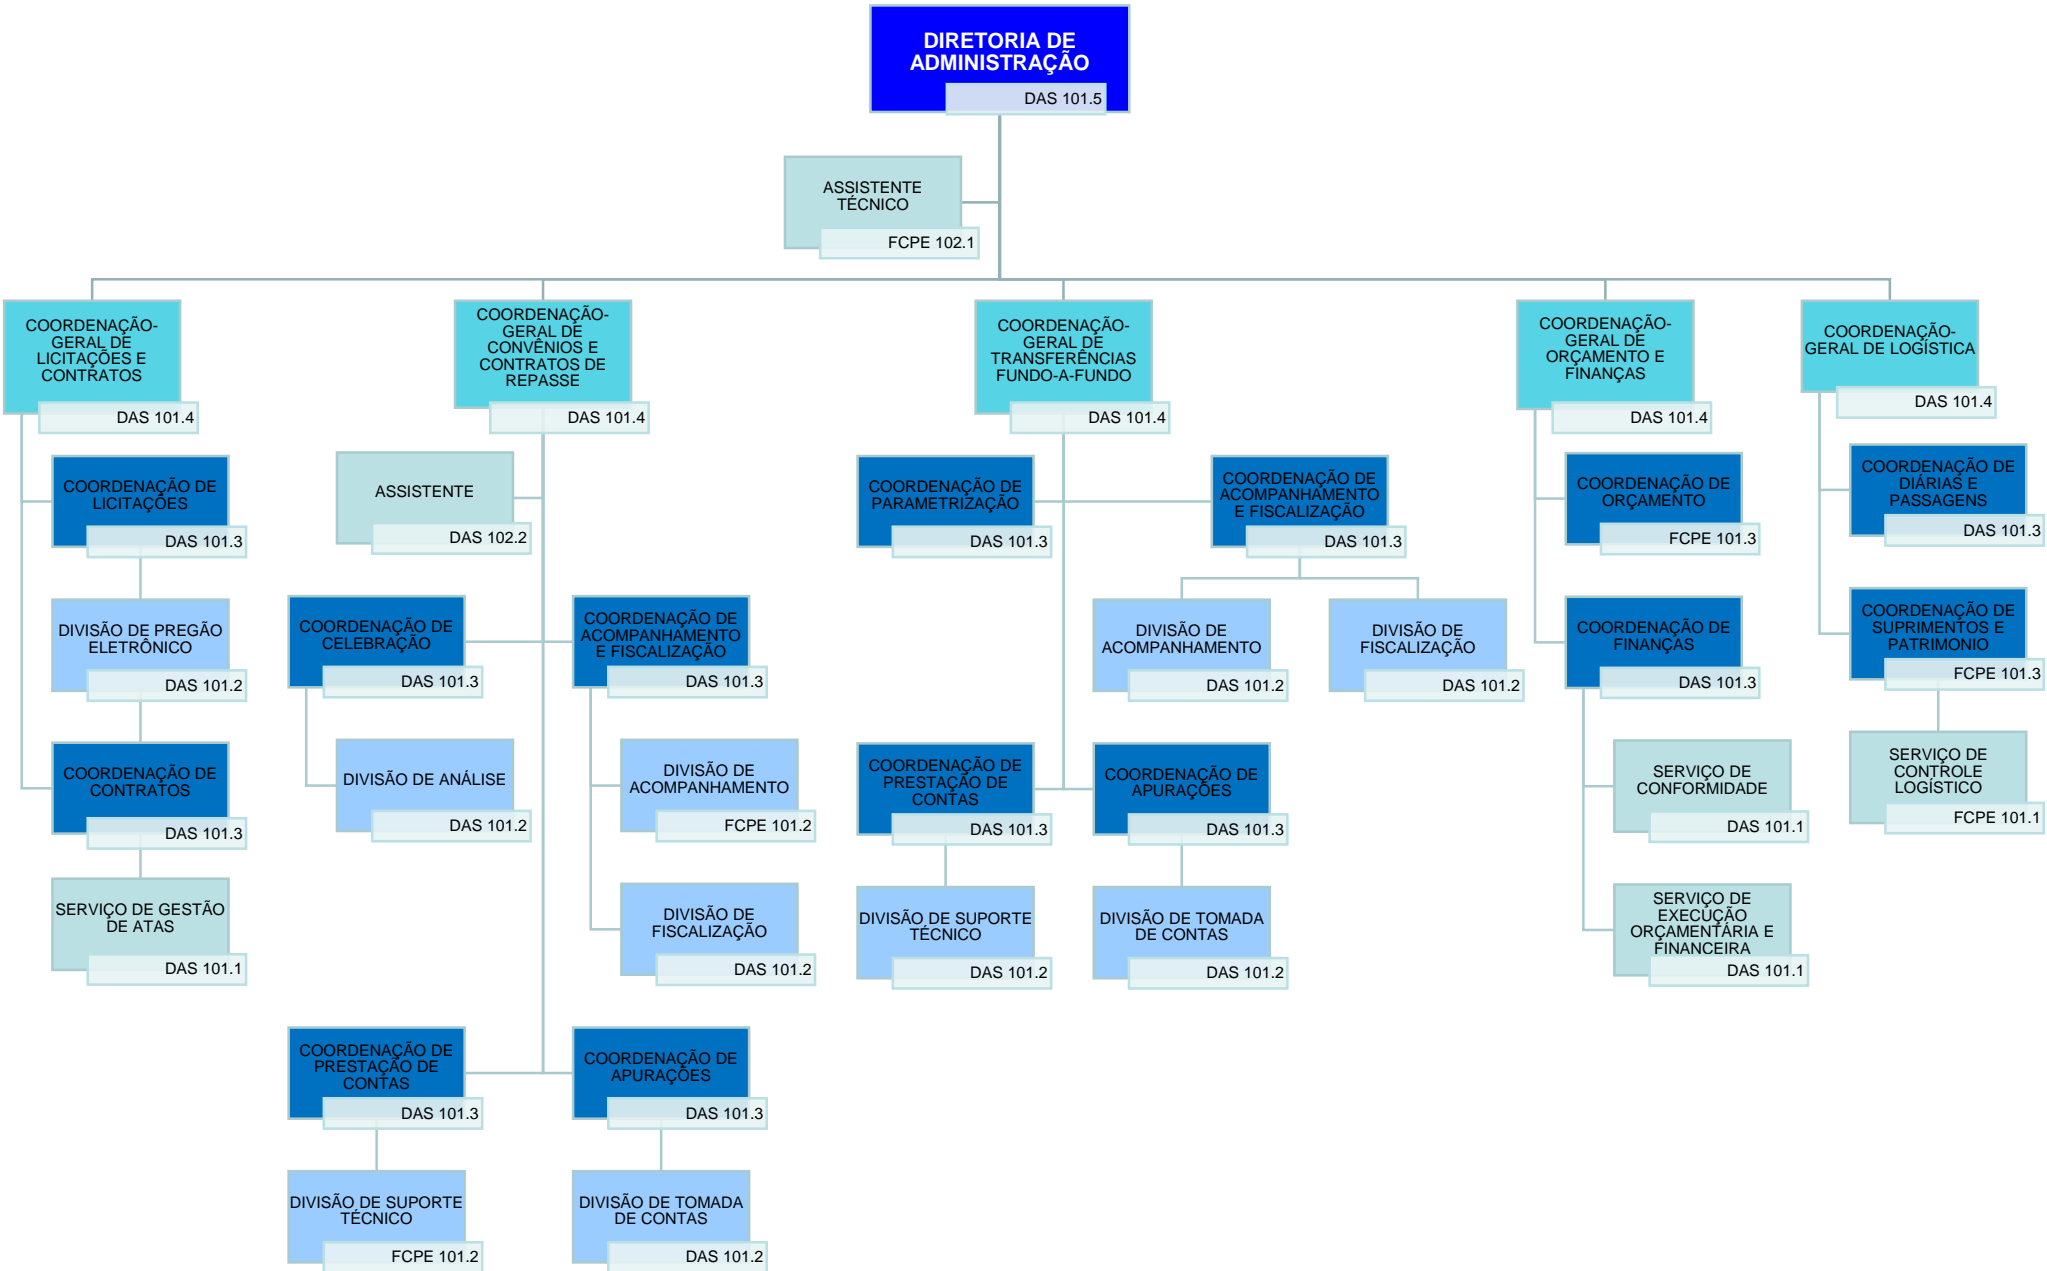 DIRETORIA DE
ADMINISTRAÇÃO
DAS 101.5
ASSISTENTE
TÉCNICO
FCPE 102.1
COORDENAÇÃO-
GERAL DE
LICITAÇÕES E
CONTRATOS
DAS 101.4
COORDENAÇÃO-
GERAL DE
CONVÊNIOS E
CONTRATOS DE
REPASSE
DAS 101.4
COORDENAÇÃO-
GERAL DE
TRANSFERÊNCIAS
FUNDO-A-FUNDO
DAS 101.4
COORDENAÇÃO-
GERAL DE
ORÇAMENTO E
FINANÇAS
DAS 101.4
COORDENAÇÃO-
GERAL DE LOGÍSTICA
DAS 101.4
COORDENAÇÃO DE
LICITAÇÕES
DAS 101.3
DIVISÃO DE PREGÃO
ELETRÔNICO
DAS 101.2
COORDENAÇÃO DE
CONTRATOS
DAS 101.3
SERVIÇO DE GESTÃO
DE ATAS
DAS 101.1
ASSISTENTE
DAS 102.2
COORDENAÇÃO DE
CELEBRAÇÃO
DAS 101.3
DIVISÃO DE ANÁLISE
DAS 101.2
COORDENAÇÃO DE
ACOMPANHAMENTO
E FISCALIZAÇÃO
DAS 101.3
DIVISÃO DE
ACOMPANHAMENTO
FCPE 101.2
DIVISÃO DE
FISCALIZAÇÃO
DAS 101.2
COORDENAÇÃO DE
PRESTAÇÃO DE
CONTAS
DAS 101.3
DIVISÃO DE SUPORTE
TÉCNICO
FCPE 101.2
COORDENAÇÃO DE
APURAÇÕES
DAS 101.3
DIVISÃO DE TOMADA
DE CONTAS
DAS 101.2
COORDENAÇÃO DE
PARAMETRIZAÇÃO
DAS 101.3
COORDENAÇÃO DE
ACOMPANHAMENTO
E FISCALIZAÇÃO
DAS 101.3
DIVISÃO DE
ACOMPANHAMENTO
DAS 101.2
DIVISÃO DE
FISCALIZAÇÃO
DAS 101.2
COORDENAÇÃO DE
PRESTAÇÃO DE
CONTAS
DAS 101.3
DIVISÃO DE SUPORTE
TÉCNICO
DAS 101.2
COORDENAÇÃO DE
APURAÇÕES
DAS 101.3
DIVISÃO DE TOMADA
DE CONTAS
DAS 101.2
COORDENAÇÃO DE
ORÇAMENTO
FCPE 101.3
COORDENAÇÃO DE
FINANÇAS
DAS 101.3
SERVIÇO DE
CONFORMIDADE
DAS 101.1
SERVIÇO DE
EXECUÇÃO
ORÇAMENTÁRIA E
FINANCEIRA
DAS 101.1
COORDENAÇÃO DE
DIÁRIAS E
PASSAGENS
DAS 101.3
COORDENAÇÃO DE
SUPRIMENTOS E
PATRIMONIO
FCPE 101.3
SERVIÇO DE
CONTROLE
LOGÍSTICO
FCPE 101.1